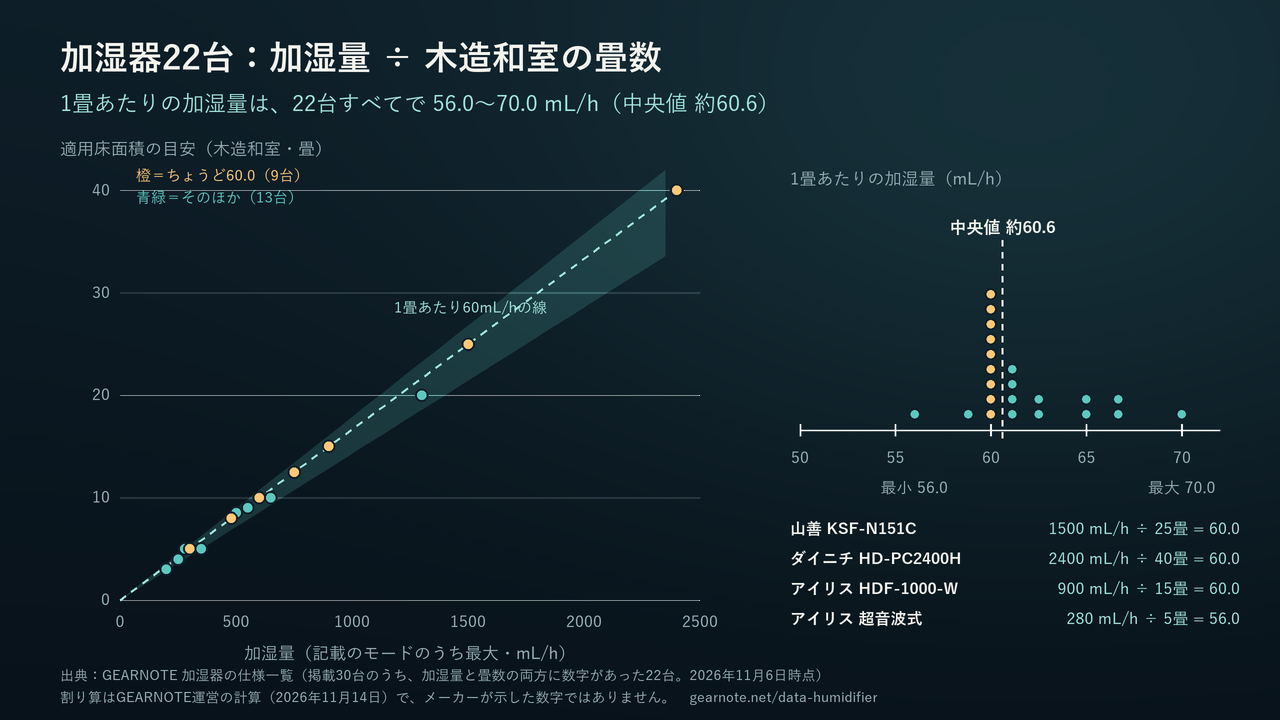 加湿器22台：加湿量 ÷ 木造和室の畳数
1畳あたりの加湿量は、22台すべてで 56.0〜70.0 mL/h（中央値 約60.6）
適用床面積の目安（木造和室・畳）
橙＝ちょうど60.0（9台）
青緑＝そのほか（13台）
40
30
20
10
0
1畳あたり60mL/hの線
0 500 1000 1500 2000 2500
加湿量（記載のモードのうち最大・mL/h）
1畳あたりの加湿量（mL/h）
中央値 約60.6
50 55 60 65 70
最小 56.0 最大 70.0
山善 KSF-N151C 1500 mL/h ÷ 25畳 = 60.0
ダイニチ HD-PC2400H 2400 mL/h ÷ 40畳 = 60.0
アイリス HDF-1000-W 900 mL/h ÷ 15畳 = 60.0
アイリス 超音波式 280 mL/h ÷ 5畳 = 56.0
出典：GEARNOTE 加湿器の仕様一覧（掲載30台のうち、加湿量と畳数の両方に数字があった22台。2026年11月6日時点）
割り算はGEARNOTE運営の計算（2026年11月14日）で、メーカーが示した数字ではありません。 gearnote.net/data-humidifier